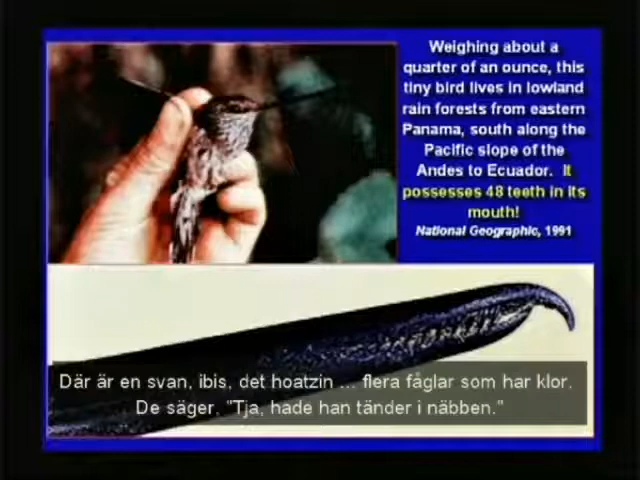 Weighing about a
quarter of an ounce, this
tiny bird lives in lowland
rain forests from eastern
Panama, south along the
Pacific slope of the
Andes to Ecuador. It
possesses 48 teeth in its
mouth!
National Geographic, 1991
Där är en svan, ibis, det hoatzin ... flera fåglar som har klor.
De säger, "Tja, hade han tänder i näbben."